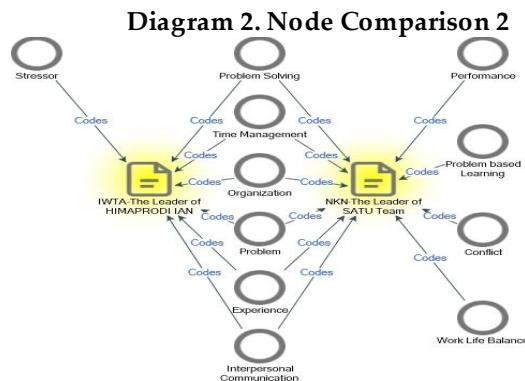 Diagram 2. Node Comparison 2
Stressor
Problem Solving
Performance
Codes
Codes
Codes
Codes
Time Management
Codes
Codes
Problem based
Learning
Codes
Organization
Codes
Codes
Codes
IWTA-The Leader of
HIMAPRODI IAN
NKN-The Leader of
SATU Team
Codes
Problem
Codes
Codes
Conflict
Codes
Codes
Codes
Experience
Codes
Codes
Work Life Balance
Interpersonal
Communication